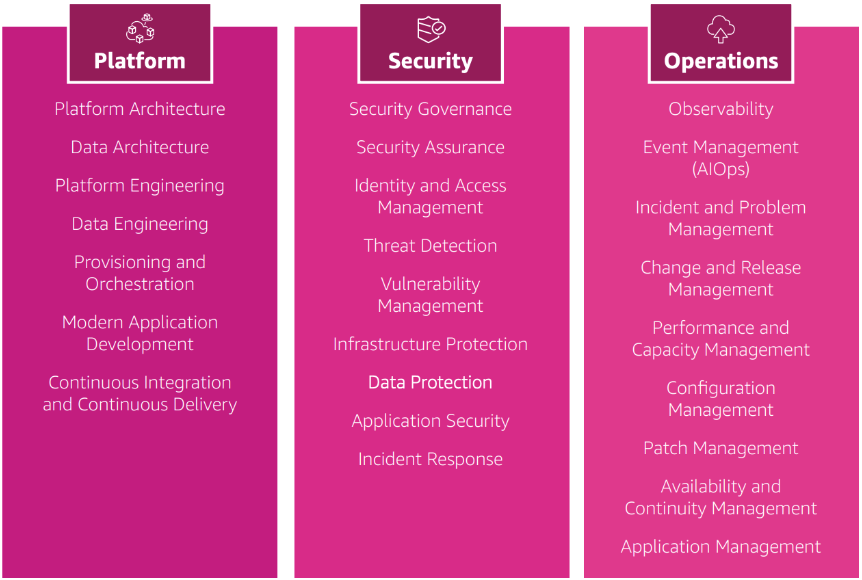 Platform
Platform Architecture
Data Architecture
Platform Engineering
Data Engineering
Provisioning and
Orchestration
Modern Application
Development
Continuous Integration
and Continuous Delivery
Security
Security Governance
Security Assurance
Identity and Access
Management
Threat Detection
Vulnerability
Management
Infrastructure Protection
Data Protection
Application Security
Incident Response
Operations
Observability
Event Management
(AIOps)
Incident and Problem
Management
Change and Release
Management
Performance and
Capacity Management
Configuration
Management
Patch Management
Availability and
Continuity Management
Application Management